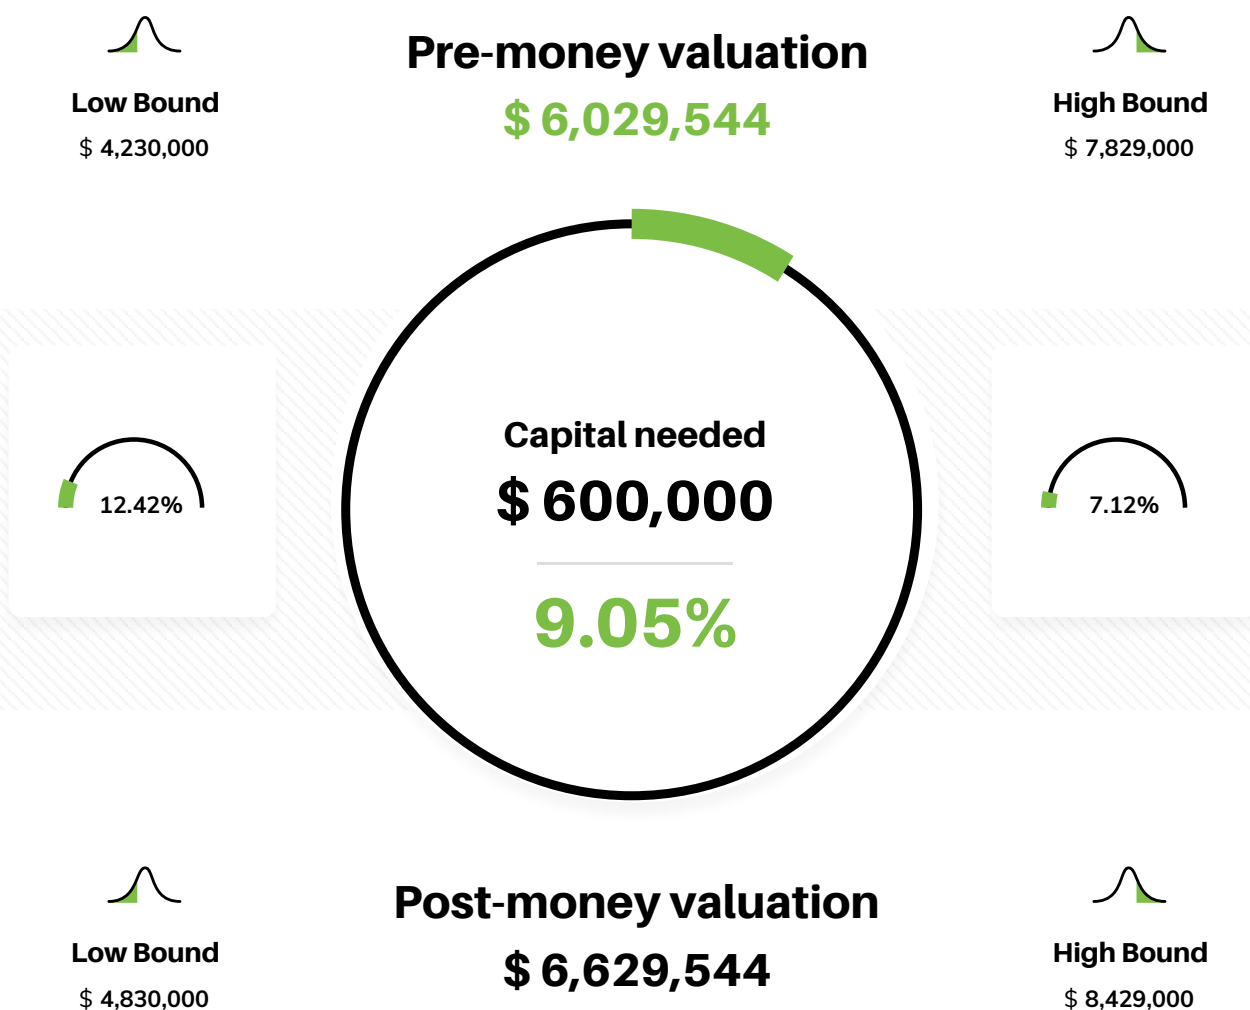 Pre-money valuation
$ 6,029,544
Low Bound
$ 4,230,000
High Bound
$ 7,829,000
Capital needed
$ 600,000
9.05%
12.42%
7.12%
Post-money valuation
$ 6,629,544
Low Bound
$ 4,830,000
High Bound
$ 8,429,000